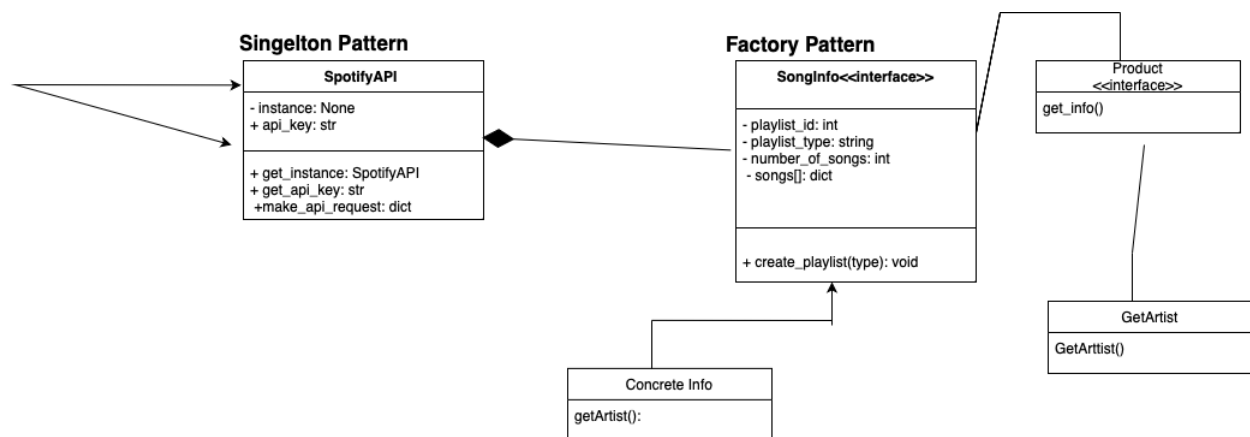 Singelton Pattern
SpotifyAPI
- instance: None
+ api_key: str
+ get_instance: SpotifyAPI
+ get_api_key: str
+make_api_request: dict
Factory Pattern
SongInfo<<interface>>
- playlist_id: int
- playlist_type: string
- number_of_songs: int
- songs[]: dict
+ create_playlist(type): void
Product
<<interface>>
get_info()
GetArtist
GetArttist()
Concrete Info
getArtist():